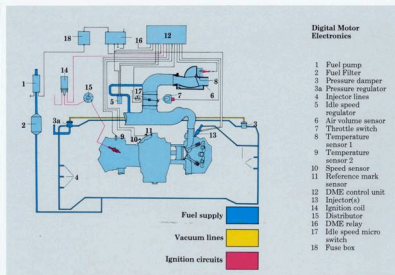 Digital Motor
Electronics
1 Fuel pump
2 Fuel Filter
3 Pressure damper
3a Pressure regulator
4 Injector lines
5 Idle speed
regulator
6 Air volume sensor
7 Throttle switch
8 Temperature
sensor 1
9 Temperature
sensor 2
10 Speed sensor
11 Reference mark
sensor
12 DME control unit
13 Injector(s)
14 Ignition coil
15 Distributor
16 DME relay
17 Idle speed micro
switch
18 Fuse box
18
16
12
14
15
1
17
5
7
8
6
2
3a
3
9
10
11
13
4
Fuel supply
Vacuum lines
Ignition circuits